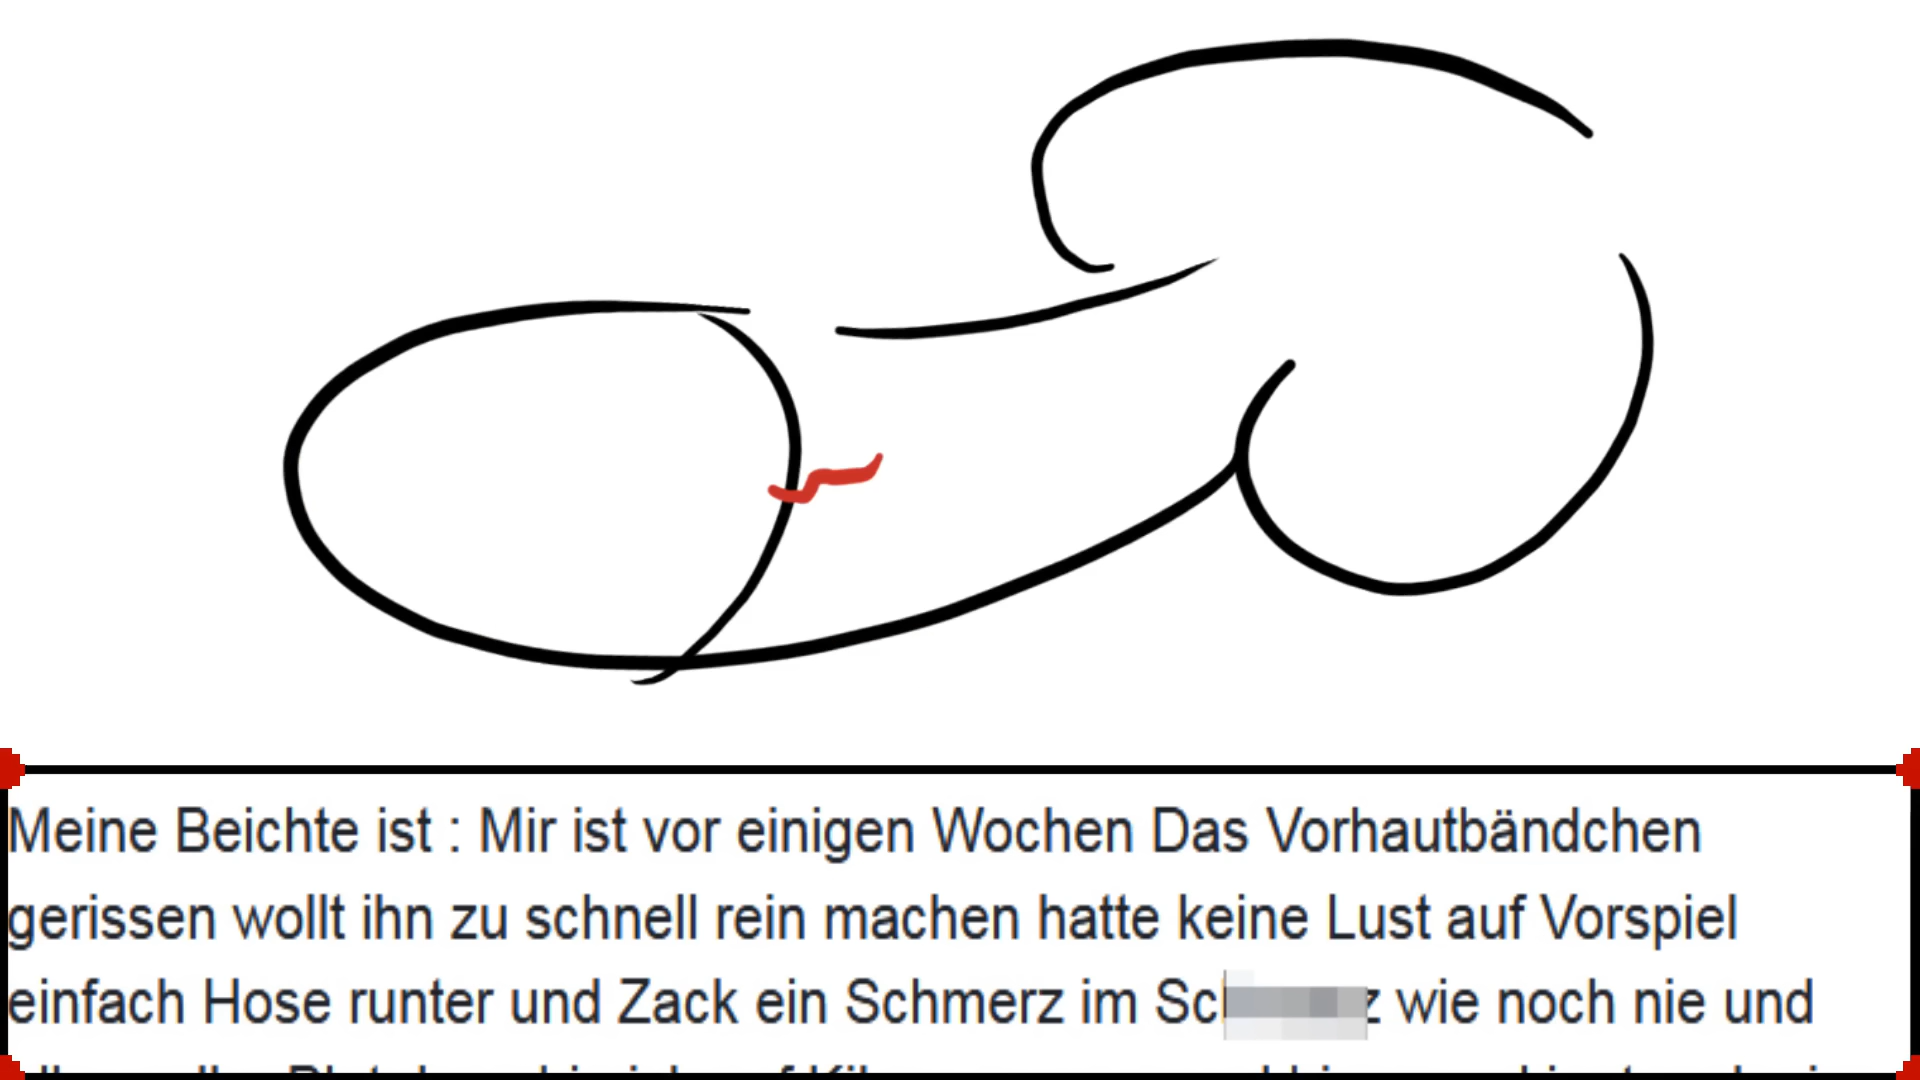 Meine Beichte ist : Mir ist vor einigen Wochen Das Vorhautbändchen
gerissen wollt ihn zu schnell rein machen hatte keine Lust auf Vorspiel
einfach Hose runter und Zack ein Schmerz im wie noch nie und